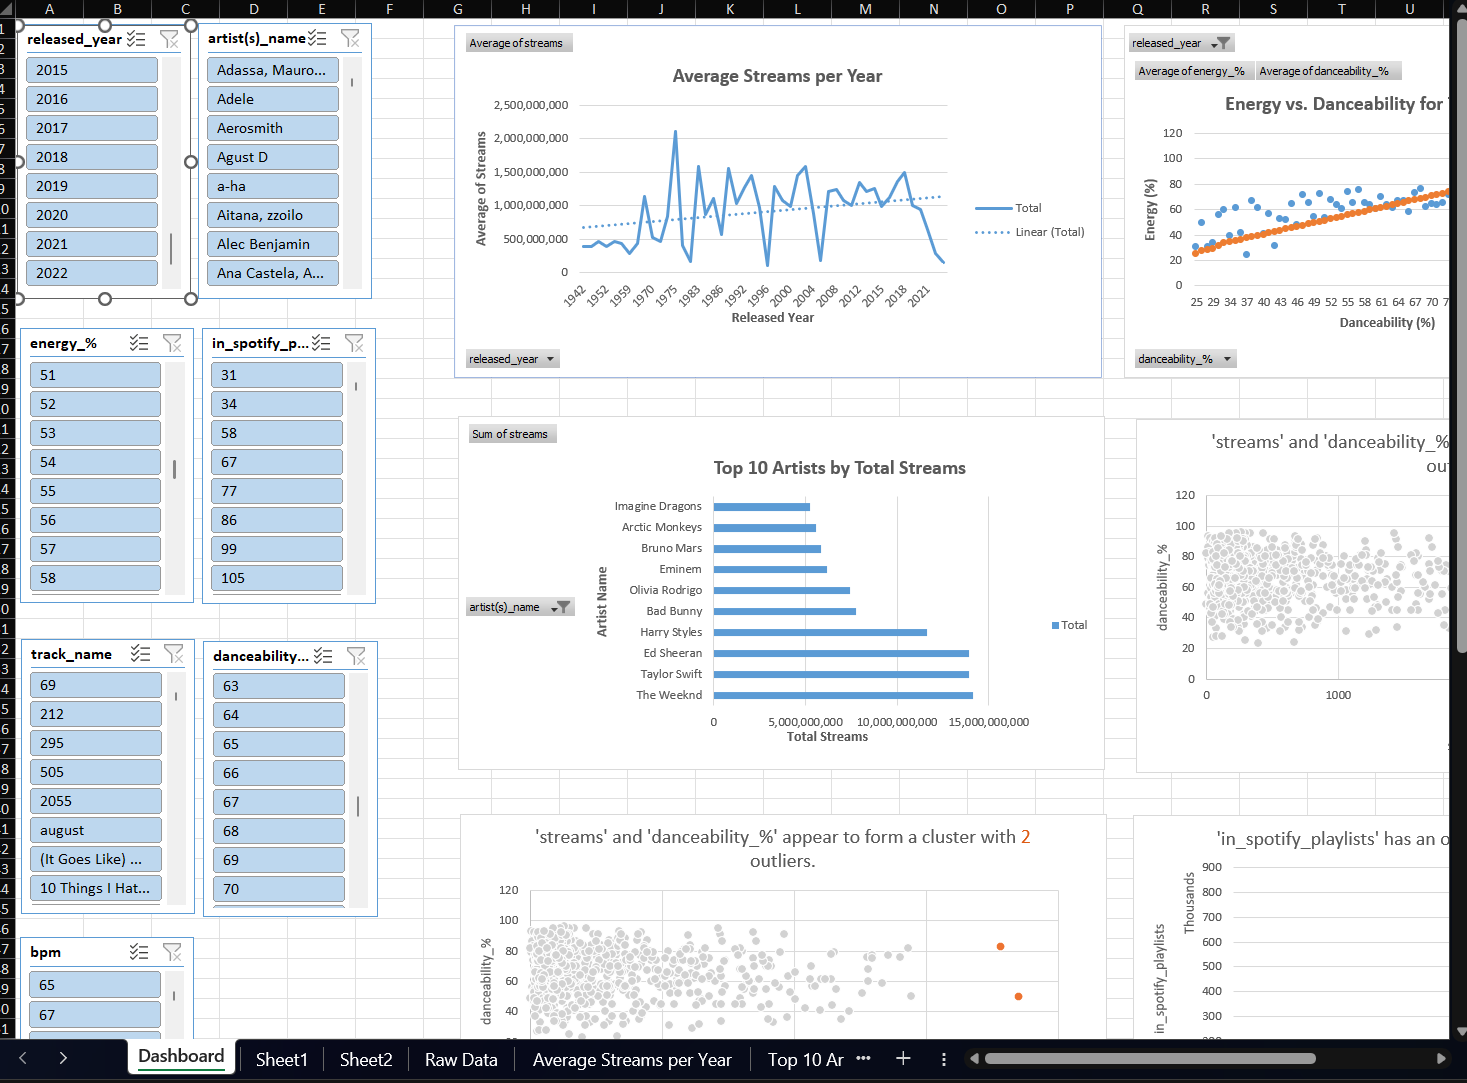 A B C D E F G H I J K L M N O P Q R S T U
released_year
2015
2016
2017
2018
2019
2020
2021
2022
artist(s)_name
Adassa, Mauro...
Adele
Aerosmith
Agust D
a-ha
Aitana, zzoilo
Alec Benjamin
Ana Castela, A...
energy_%
51
52
53
54
55
56
57
58
in_spotify_p...
31
34
58
67
77
86
99
105
track_name
69
212
295
505
2055
august
(It Goes Like) ...
10 Things I Hat...
danceability...
63
64
65
66
67
68
69
70
bpm
65
67
Average of streams
Average Streams per Year
Average of Streams
2,500,000,000
2,000,000,000
1,500,000,000
1,000,000,000
500,000,000
0
1942 1952 1959 1970 1975 1983 1986 1992 1996 2000 2004 2008 2012 2015 2018 2021
Released Year
Total
Linear (Total)
released_year
released_year
Average of energy_% Average of danceability_%
Energy vs. Danceability for
Energy (%)
120
100
80
60
40
20
0
25 29 34 37 40 43 46 49 52 55 58 61 64 67 70
Danceability (%)
danceability_%
Sum of streams
Top 10 Artists by Total Streams
artist(s)_name
Artist Name
Imagine Dragons
Arctic Monkeys
Bruno Mars
Eminem
Olivia Rodrigo
Bad Bunny
Harry Styles
Ed Sheeran
Taylor Swift
The Weeknd
0 5,000,000,000 10,000,000,000 15,000,000,000
Total Streams
Total
'streams' and 'danceability_%
danceability_%
120
100
80
60
40
20
0
0 1000
'streams' and 'danceability_%' appear to form a cluster with 2
outliers.
danceability_%
120
100
80
60
40
'in_spotify_playlists' has an o
in_spotify_playlists
Thousands
900
800
700
600
500
400
300
Dashboard Sheet1 Sheet2 Raw Data Average Streams per Year Top 10 Ar ···